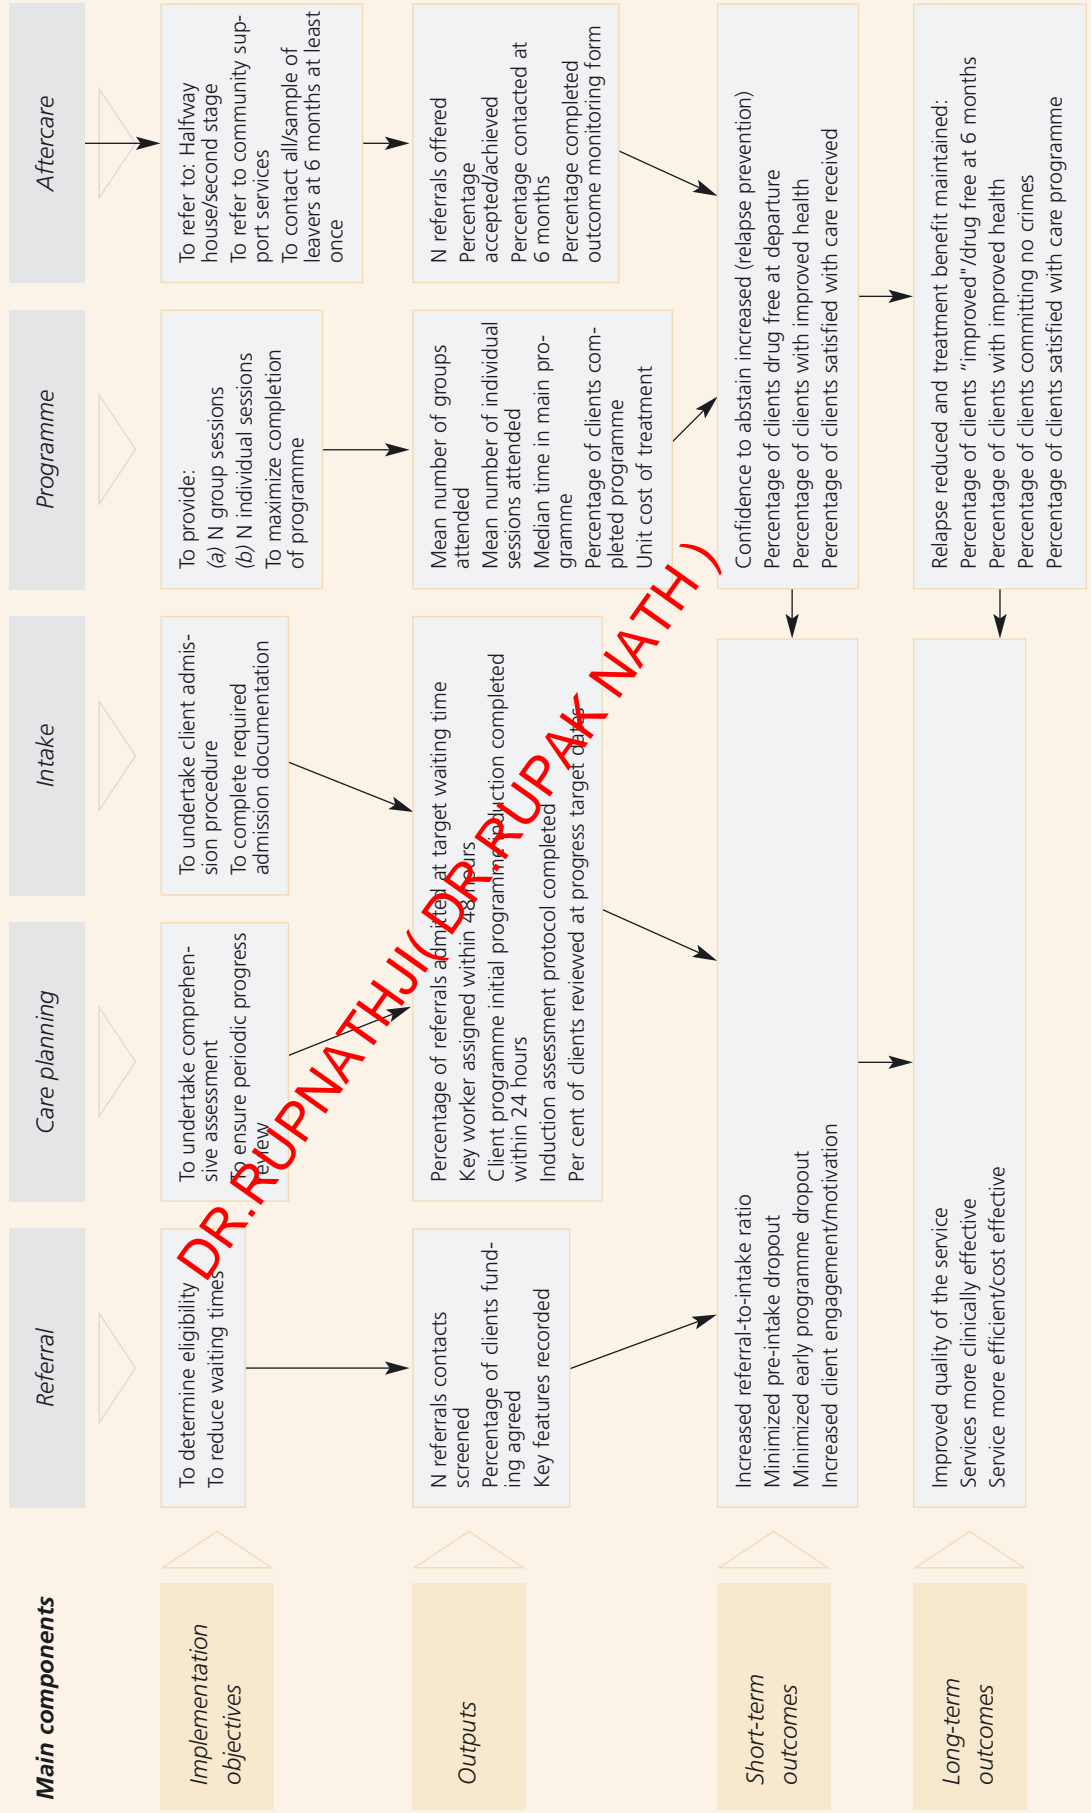 Main components
Referral
Care planning
Intake
Programme
Aftercare
Implementation
objectives
To determine eligibility
To reduce waiting times
To undertake comprehen-
sive assessment
To ensure periodic progress
review
To undertake client admis-
sion procedure
To complete required
admission documentation
To provide:
(a) N group sessions
(b) N individual sessions
To maximize completion
of programme
To refer to: Halfway
house/second stage
To refer to community sup-
port services
To contact all/sample of
leavers at 6 months at least
once
Outputs
N referrals contacts
screened
Percentage of clients fund-
ing agreed
Key features recorded
Percentage of referrals admitted at target waiting time
Key worker assigned within 48 hours
Client programme initial programme induction completed
within 24 hours
Induction assessment protocol completed
Per cent of clients reviewed at progress target dates
Mean number of groups
attended
Mean number of individual
sessions attended
Median time in main pro-
gramme
Percentage of clients com-
pleted programme
Unit cost of treatment
N referrals offered
Percentage
accepted/achieved
Percentage contacted at
6 months
Percentage completed
outcome monitoring form
Short-term
outcomes
Increased referral-to-intake ratio
Minimized pre-intake dropout
Minimized early programme dropout
Increased client engagement/motivation
Confidence to abstain increased (relapse prevention)
Percentage of clients drug free at departure
Percentage of clients with improved health
Percentage of clients satisfied with care received
Long-term
outcomes
Improved quality of the service
Services more clinically effective
Service more efficient/cost effective
Relapse reduced and treatment benefit maintained:
Percentage of clients “improved"/drug free at 6 months
Percentage of clients with improved health
Percentage of clients committing no crimes
Percentage of clients satisfied with care programme
DR.RUPNATHJI( DR.RUPAK NATH )